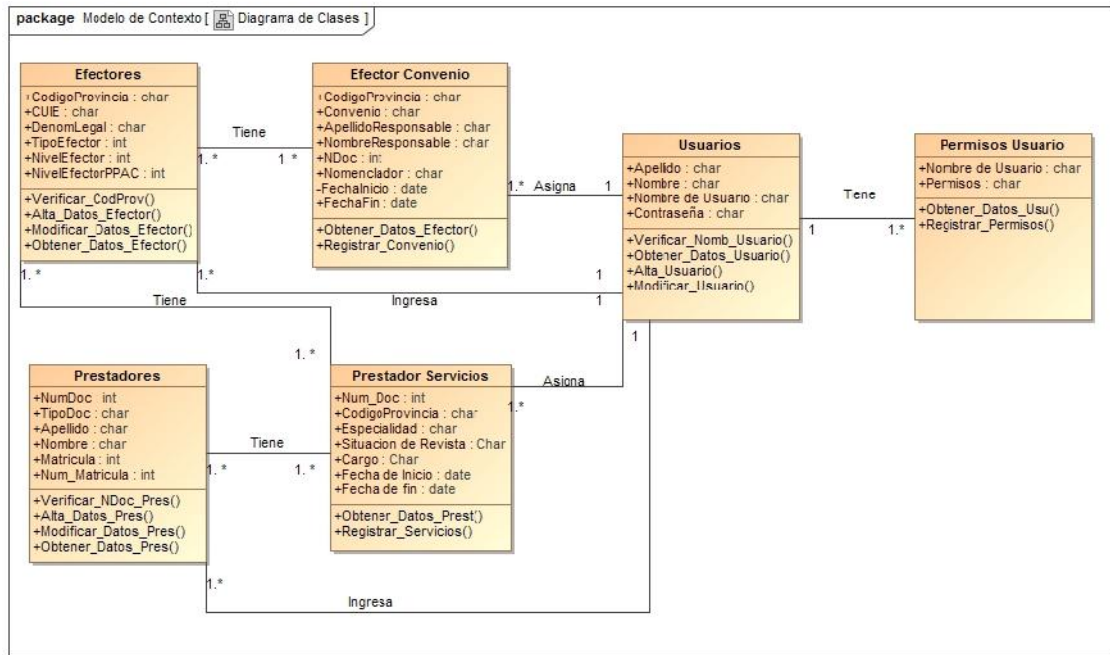 package Modelo de Contexto [ Diagrama de Clases ]
Efectores
+CodigoProvincia : char
+CUIE : char
+DenomLegal : char
+TipoEfector : int
+NivelEfector : int
+NivelEfectorPPAC : int
+Verificar_CodProv()
+Alta_Datos_Efector()
+Modificar_Datos_Efector()
+Obtener_Datos_Efector()
Tiene
1..*
1 *
Efector Convenio
+CodigoProvincia : char
+Convenio : char
+ApellidoResponsable : char
+NombreResponsable : char
+NDoc : int
+Nomenclador : char
-FechaInicio : date
+FechaFin : date
+Obtener_Datos_Efector()
+Registrar_Convenio()
1..*
Asigna
1
Usuarios
+Apellido : char
+Nombre : char
+Nombre de Usuario : char
+Contraseña : char
+Verificar_Nomb_Usuario()
+Obtener_Datos_Usuario()
+Alta_Usuario()
+Modificar_Usuario()
Tiene
1
1..*
Permisos Usuario
+Nombre de Usuario : char
+Permisos : char
+Obtener_Datos_Usu()
+Registrar_Permisos()
1. *
1..*
1
Tiene
Ingresa
1
1
1. *
Prestadores
+NumDoc : int
+TipoDoc : char
+Apellido : char
+Nombre : char
+Matricula : int
+Num_Matricula : int
+Verificar_NDoc_Pres()
+Alta_Datos_Pres()
+Modificar_Datos_Pres()
+Obtener_Datos_Pres()
Tiene
1. *
1. *
Prestador Servicios
+Num_Doc : int
+CodigoProvincia : char
+Especialidad : char
+Situacion de Revista : Char
+Cargo : Char
+Fecha de Inicio : date
+Fecha de fin : date
+Obtener_Datos_Prest()
+Registrar_Servicios()
Asigna
1.*
1.*
Ingresa